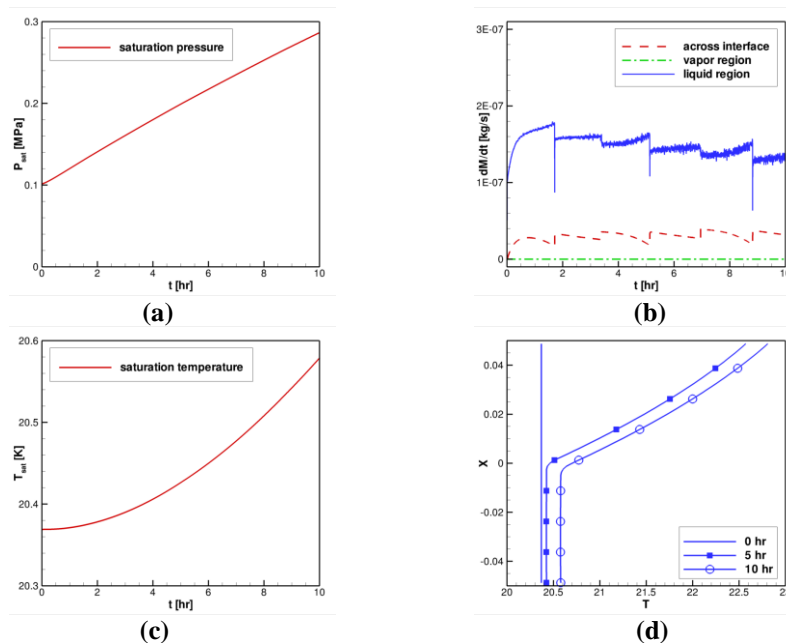 0.3
saturation pressure
0.2
P_sat [MPa]
0.1
0
0 2 4 6 8 10
t [hr]
(a)
3E-07
across interface
vapor region
liquid region
2E-07
dM/dt [kg/s]
1E-07
0
0 2 4 6 8 10
t [hr]
(b)
20.6
saturation temperature
20.5
T_sat [K]
20.4
20.3
0 2 4 6 8 10
t [hr]
(c)
0.04
0.02
X
0
-0.02
-0.04
0 hr
5 hr
10 hr
20 20.5 21 21.5 22 22.5 23
T
(d)